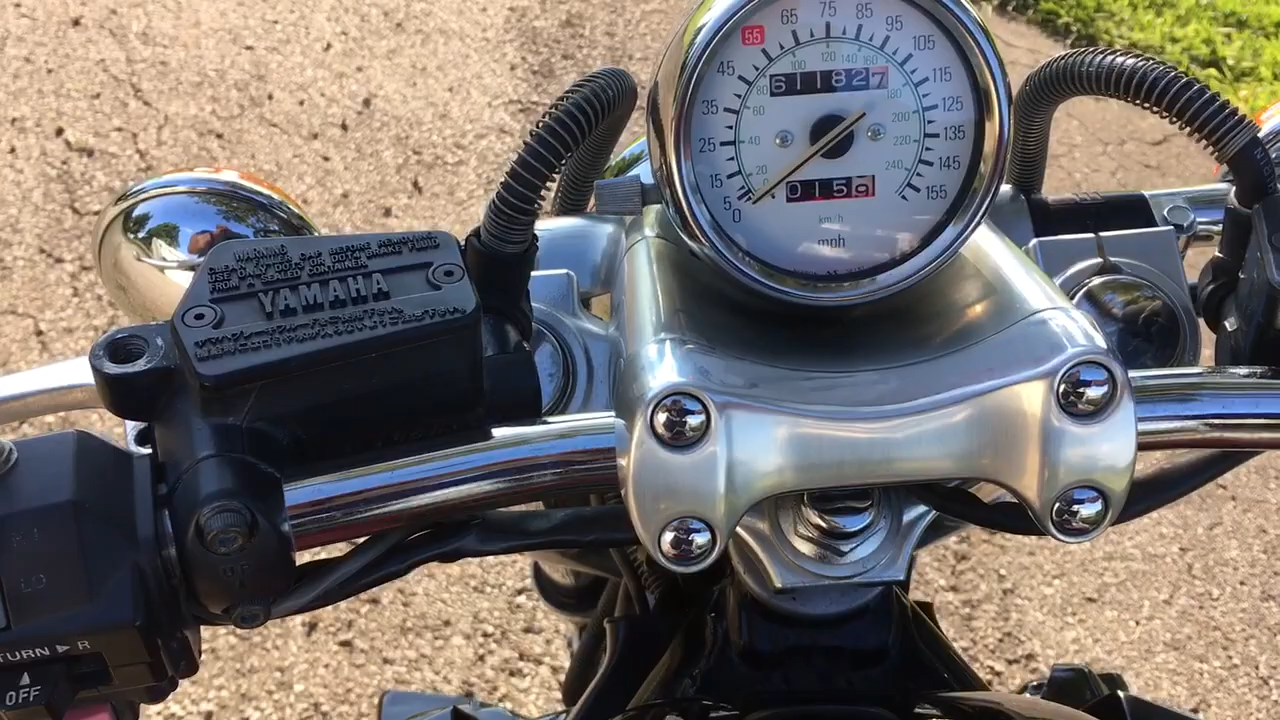 65 75 85
55 95
45 105
35 115
25 125
15 135
5 145
0 155
20 40 60 80 100 120 140 160 180 200 220 240
611827
0159
km/h
mph
WARNING
CLEAN FILLER CAP BEFORE REMOVING.
USE ONLY DOT3 OR DOT4 BRAKE FLUID
FROM A SEALED CONTAINER.
YAMAHA
LO
TURN ▶ R
OFF
UP